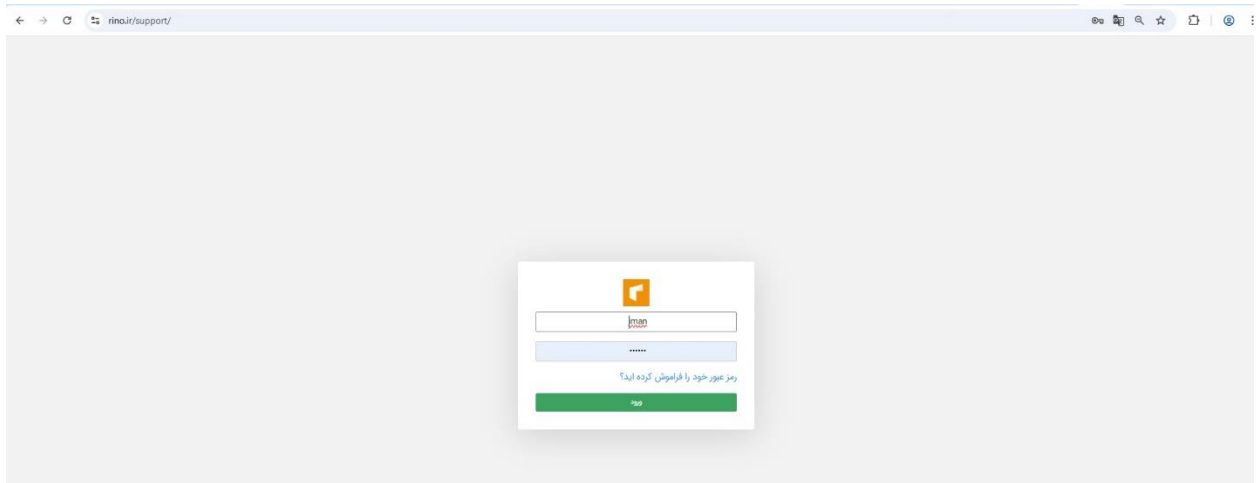 rino.ir/support/
iman
••••••
رمز عبور خود را فراموش کرده اید؟
ورود